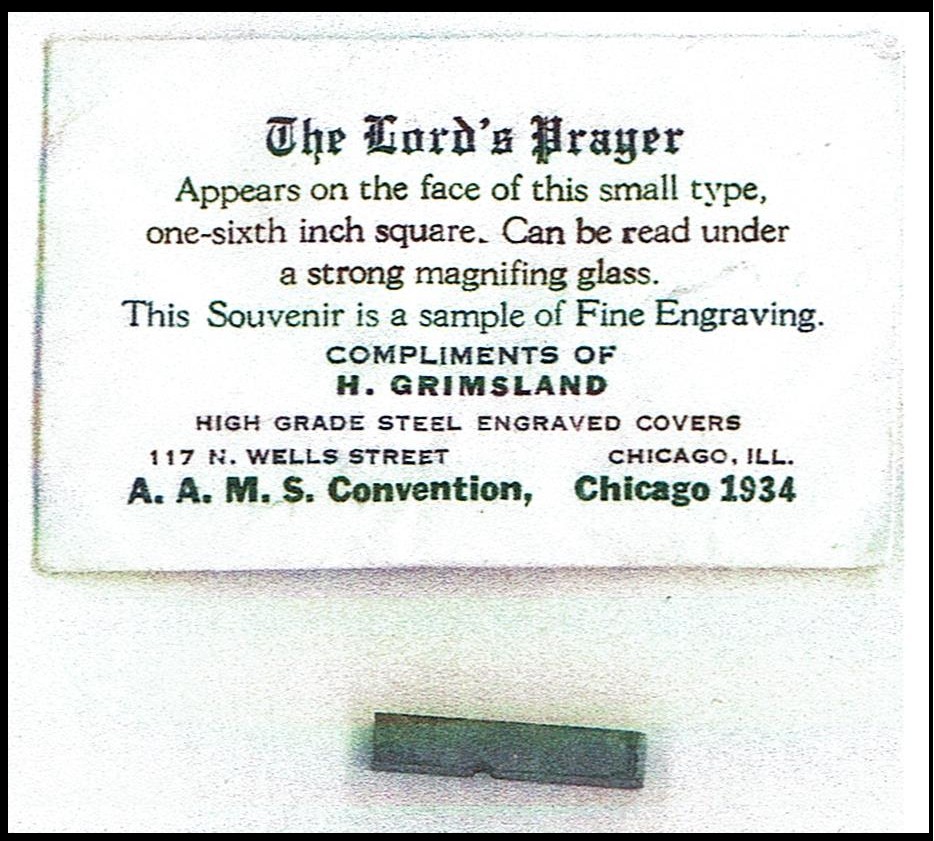 The Lord's Prayer
Appears on the face of this small type,
one-sixth inch square. Can be read under
a strong magnifing glass.
This Souvenir is a sample of Fine Engraving.
COMPLIMENTS OF
H. GRIMSLAND
HIGH GRADE STEEL ENGRAVED COVERS
117 N. WELLS STREET CHICAGO, ILL.
A. A. M. S. Convention, Chicago 1934